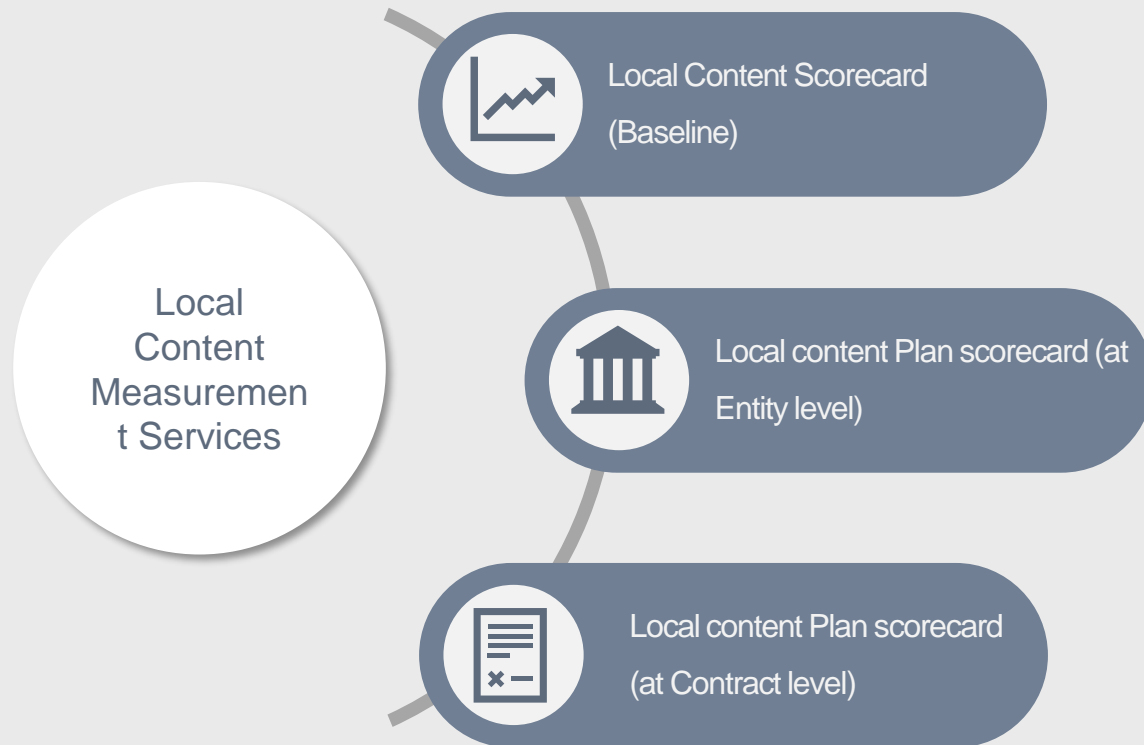 Local Content Scorecard
(Baseline)
Local
Content
Measuremen
t Services
Local content Plan scorecard (at
Entity level)
Local content Plan scorecard
(at Contract level)